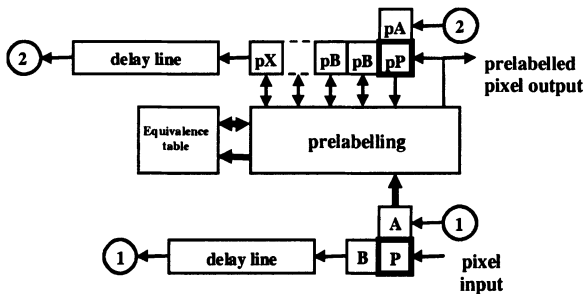 pA 2
2 delay line pX pB pB pP prelabelled
pixel output
Equivalence
table
prelabelling
A 1
1 delay line B P pixel
input